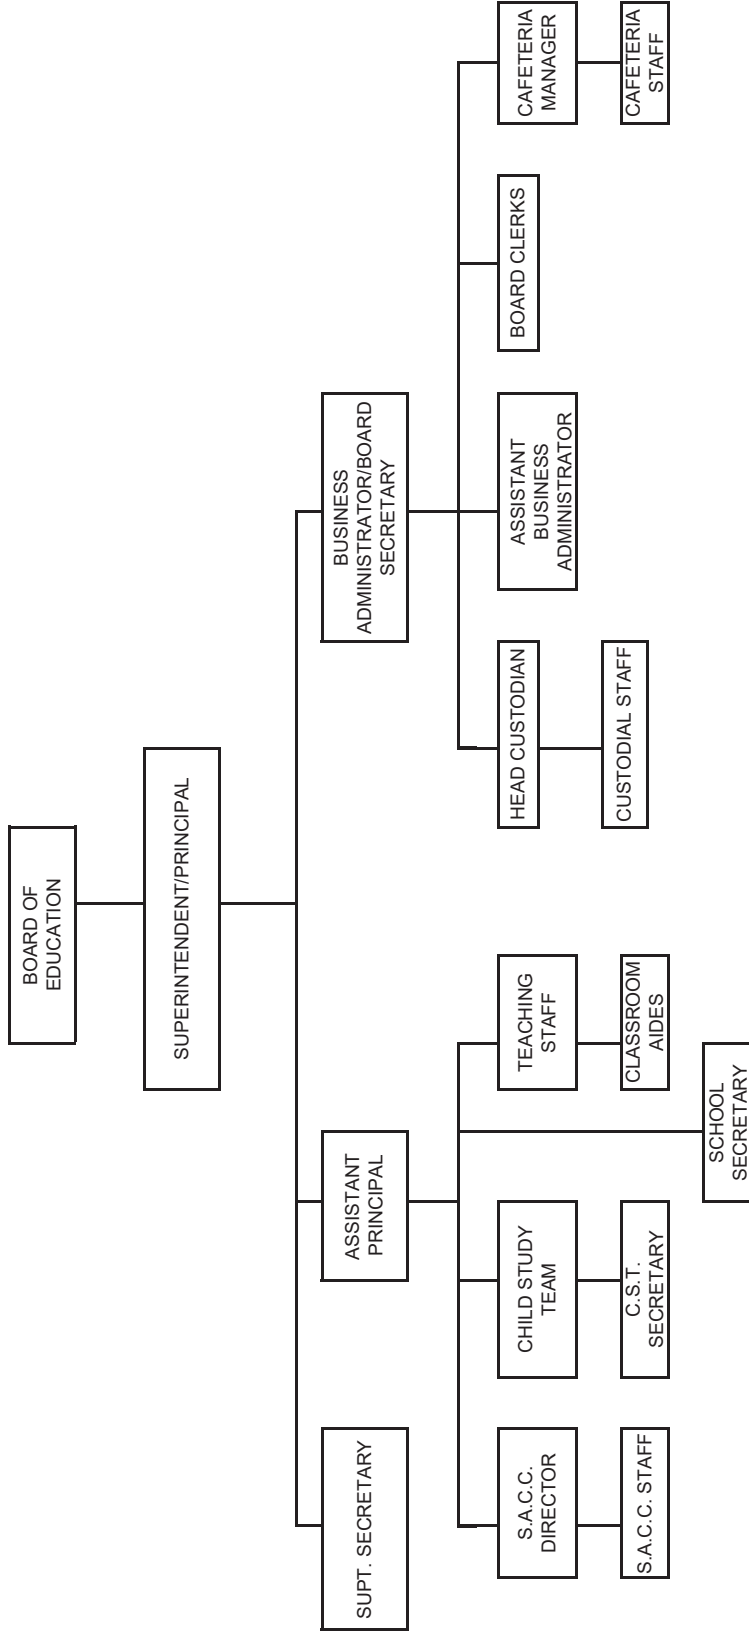 BOARD OF
EDUCATION
SUPERINTENDENT/PRINCIPAL
SUPT. SECRETARY
ASSISTANT
PRINCIPAL
BUSINESS
ADMINISTRATOR/BOARD
SECRETARY
S.A.C.C.
DIRECTOR
CHILD STUDY
TEAM
TEACHING
STAFF
HEAD CUSTODIAN
ASSISTANT
BUSINESS
ADMINISTRATOR
BOARD CLERKS
CAFETERIA
MANAGER
S.A.C.C. STAFF
C.S.T.
SECRETARY
CLASSROOM
AIDES
CUSTODIAL STAFF
CAFETERIA
STAFF
SCHOOL
SECRETARY